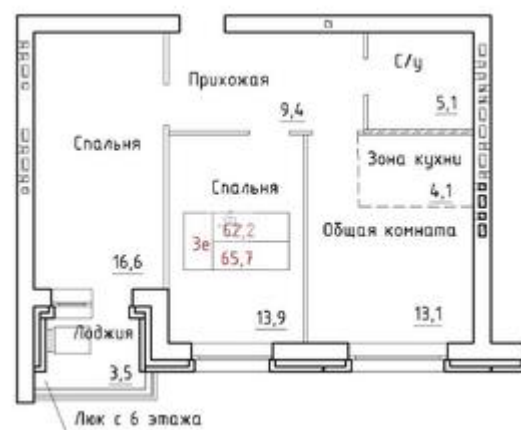 С/у
Прихожая
5,1
9,4
Спальня
Зона кухни
4,1
Спальня
62,2
Общая комната
3е
65,7
16,6
13,9
13,1
Лоджия
3,5
Люк с 6 этажа